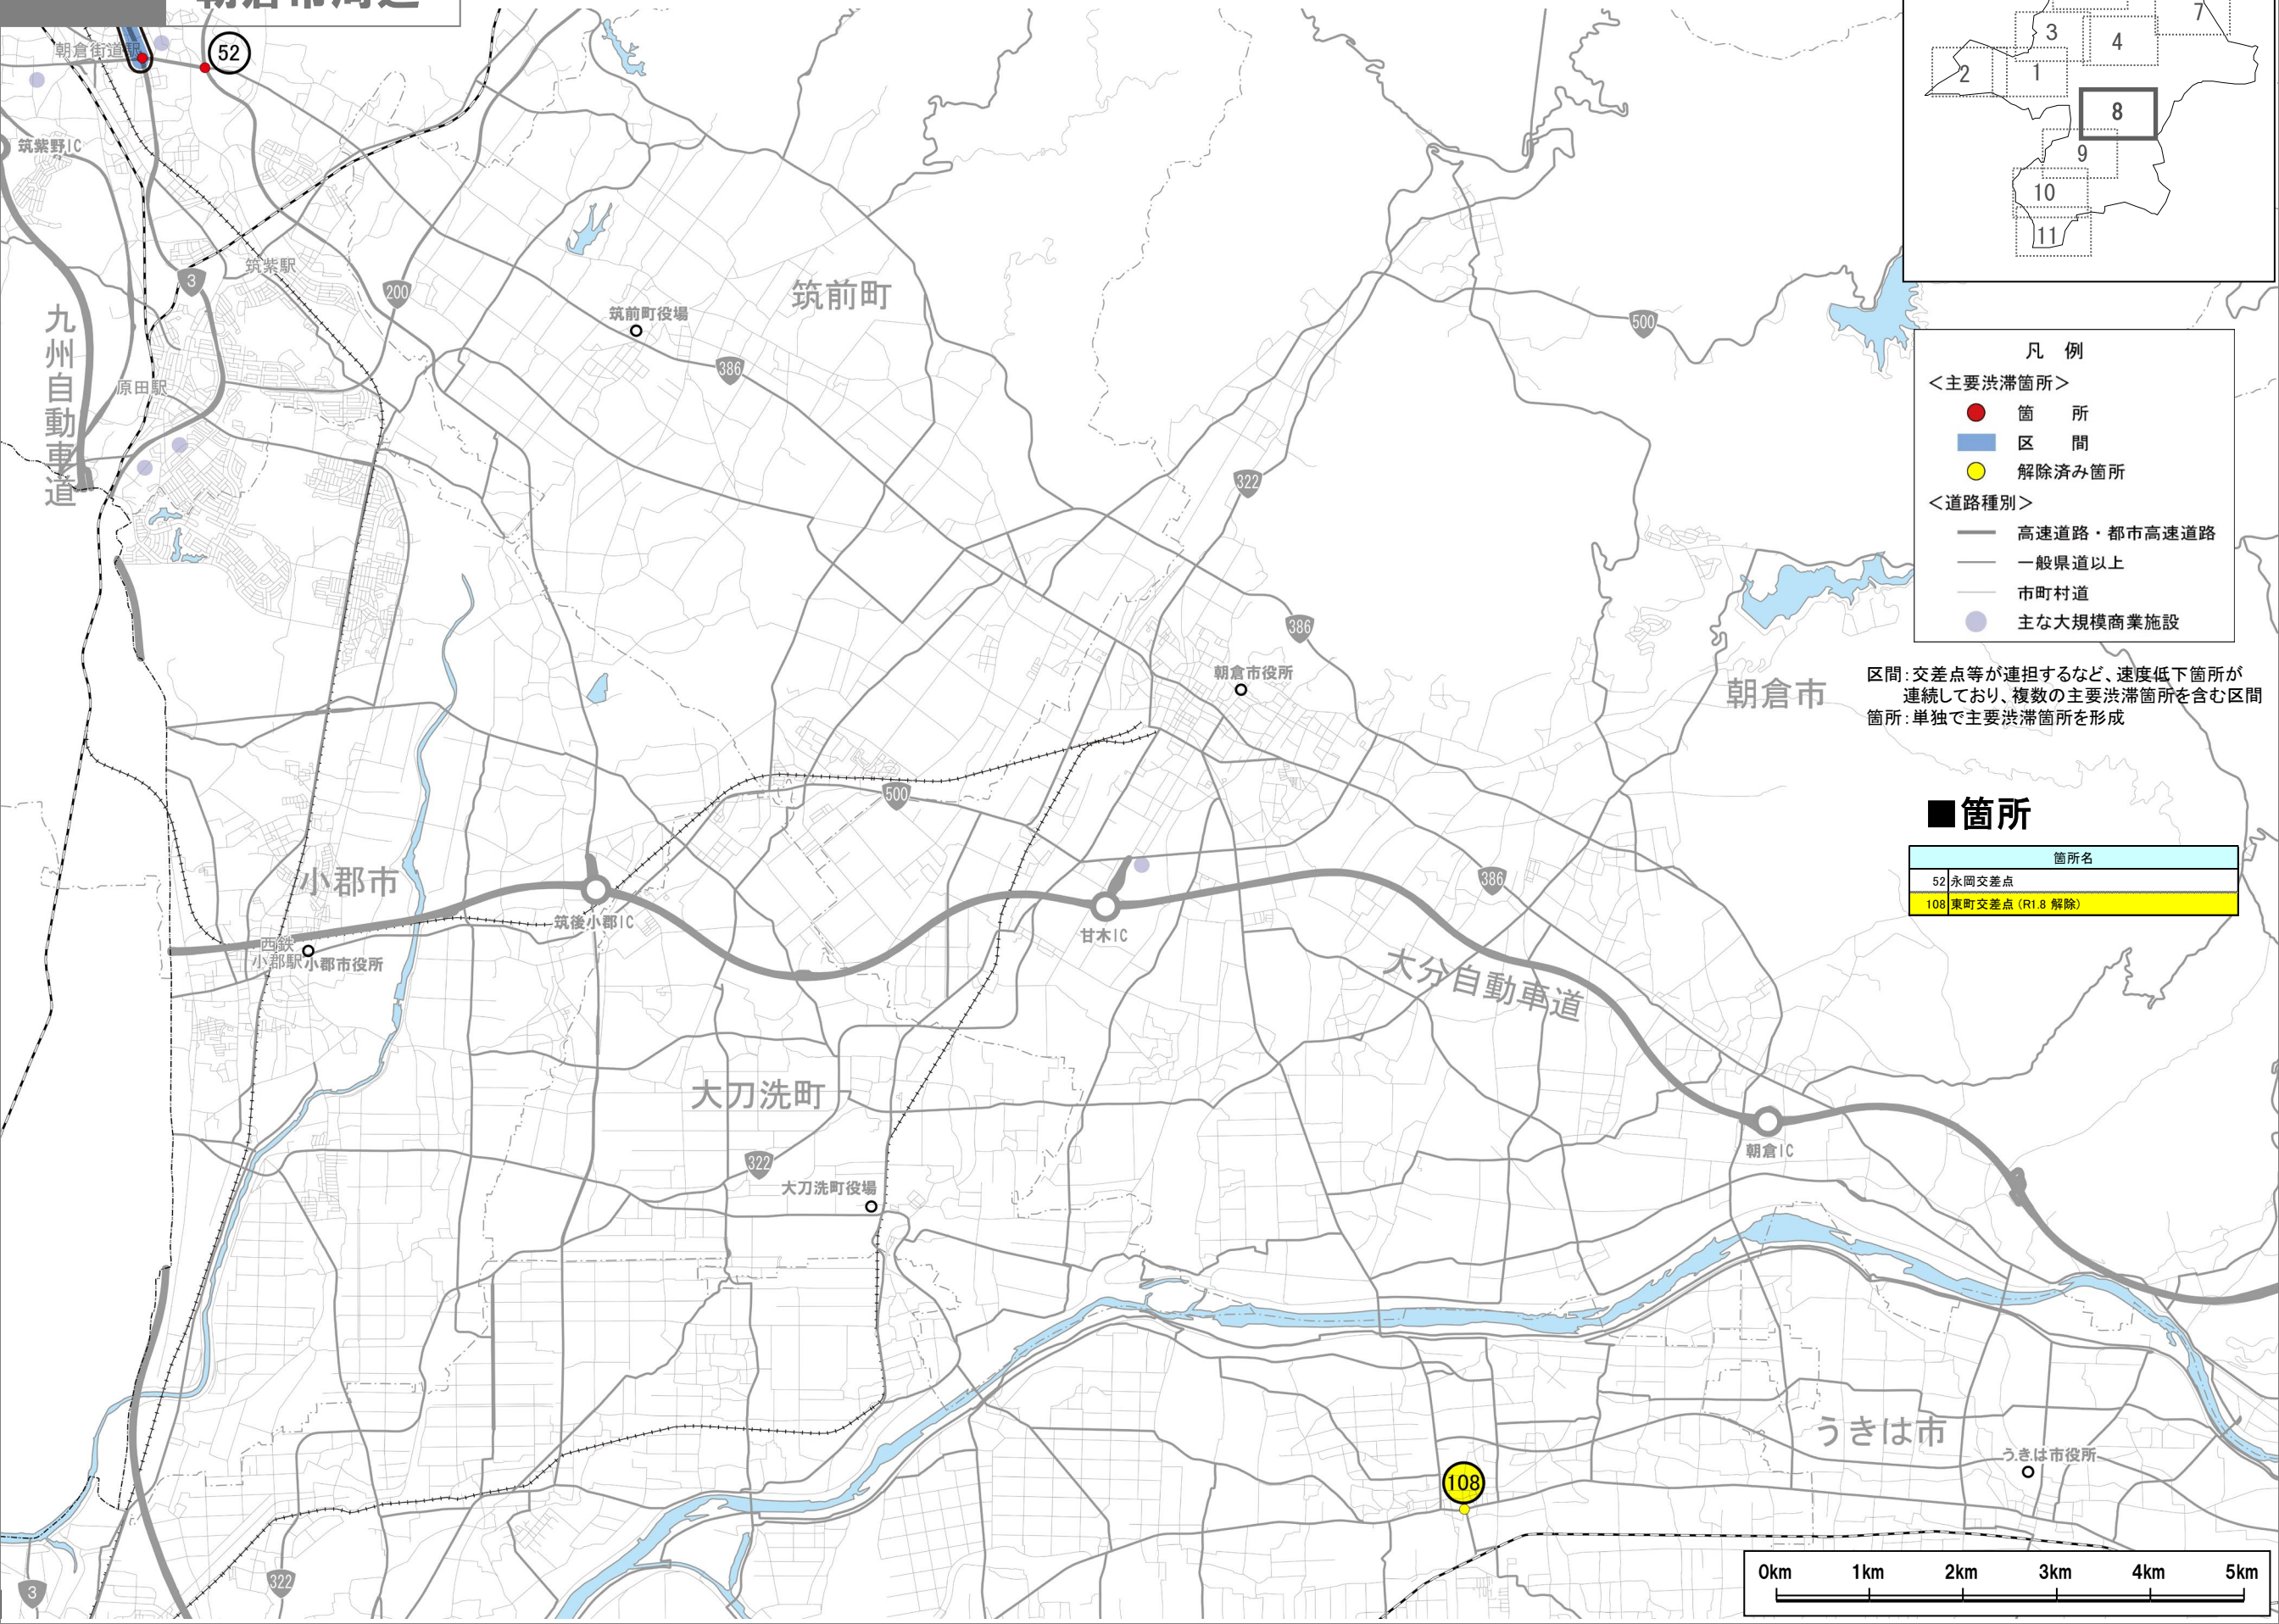 朝倉市周辺
朝倉街道駅
52
筑紫野IC
3
筑紫駅
200
筑前町役場
筑前町
386
500
九州自動車道
原田駅
322
386
朝倉市役所
朝倉市
500
小郡市
筑後小郡IC
西鉄
小郡駅
小郡市役所
甘木IC
386
大分自動車道
大刀洗町
朝倉IC
322
大刀洗町役場
うきは市
うきは市役所
108
322
3
7
3
4
2
1
8
9
10
11
凡 例
＜主要渋滞箇所＞
箇 所
区 間
解除済み箇所
＜道路種別＞
高速道路・都市高速道路
一般県道以上
市町村道
主な大規模商業施設
区間：交差点等が連担するなど、速度低下箇所が
連続しており、複数の主要渋滞箇所を含む区間
箇所：単独で主要渋滞箇所を形成
■箇所
箇所名
52 永岡交差点
108 東町交差点（R1.8 解除）
0km 1km 2km 3km 4km 5km